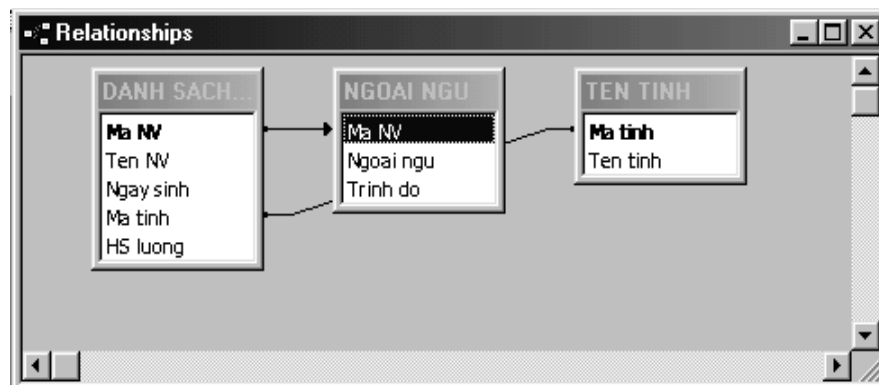 Relationships
DANH SACH...
Ma NV
Ten NV
Ngay sinh
Ma tinh
HS luong
NGOAI NGU
Ma NV
Ngoai ngu
Trinh do
TEN TINH
Ma tinh
Ten tinh